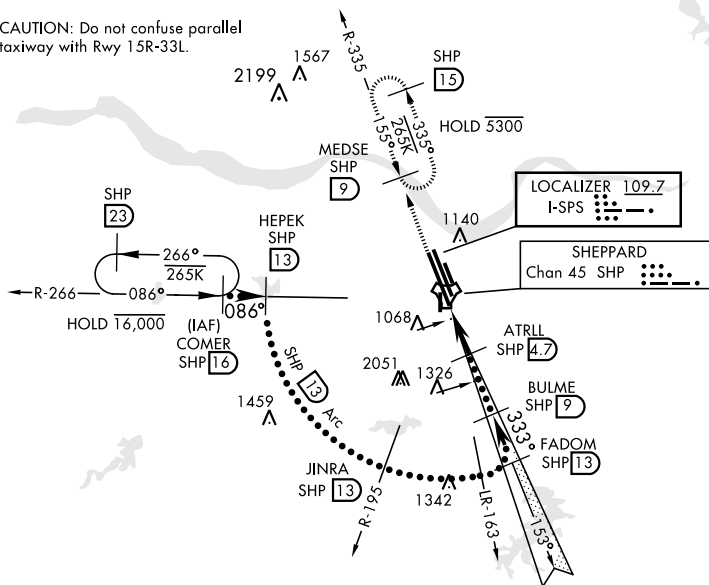 CAUTION: Do not confuse parallel
taxiway with Rwy 15R-33L.
R-335
1567
2199
SHP
15
155°
265K
335°
HOLD 5300
MEDSE
SHP
9
LOCALIZER 109.7
I-SPS
1140
SHEPPARD
Chan 45 SHP
SHP
23
HEPEK
SHP
13
266°
265K
R-266
086°
086°
HOLD 16,000
(IAF)
COMER
SHP 16
1068
ATRLL
SHP 4.7
SHP 13 Arc
2051
1326
BULME
SHP 9
1459
333°
FADOM
SHP 13
JINRA
SHP 13
R-195
1342
LR-163
153°